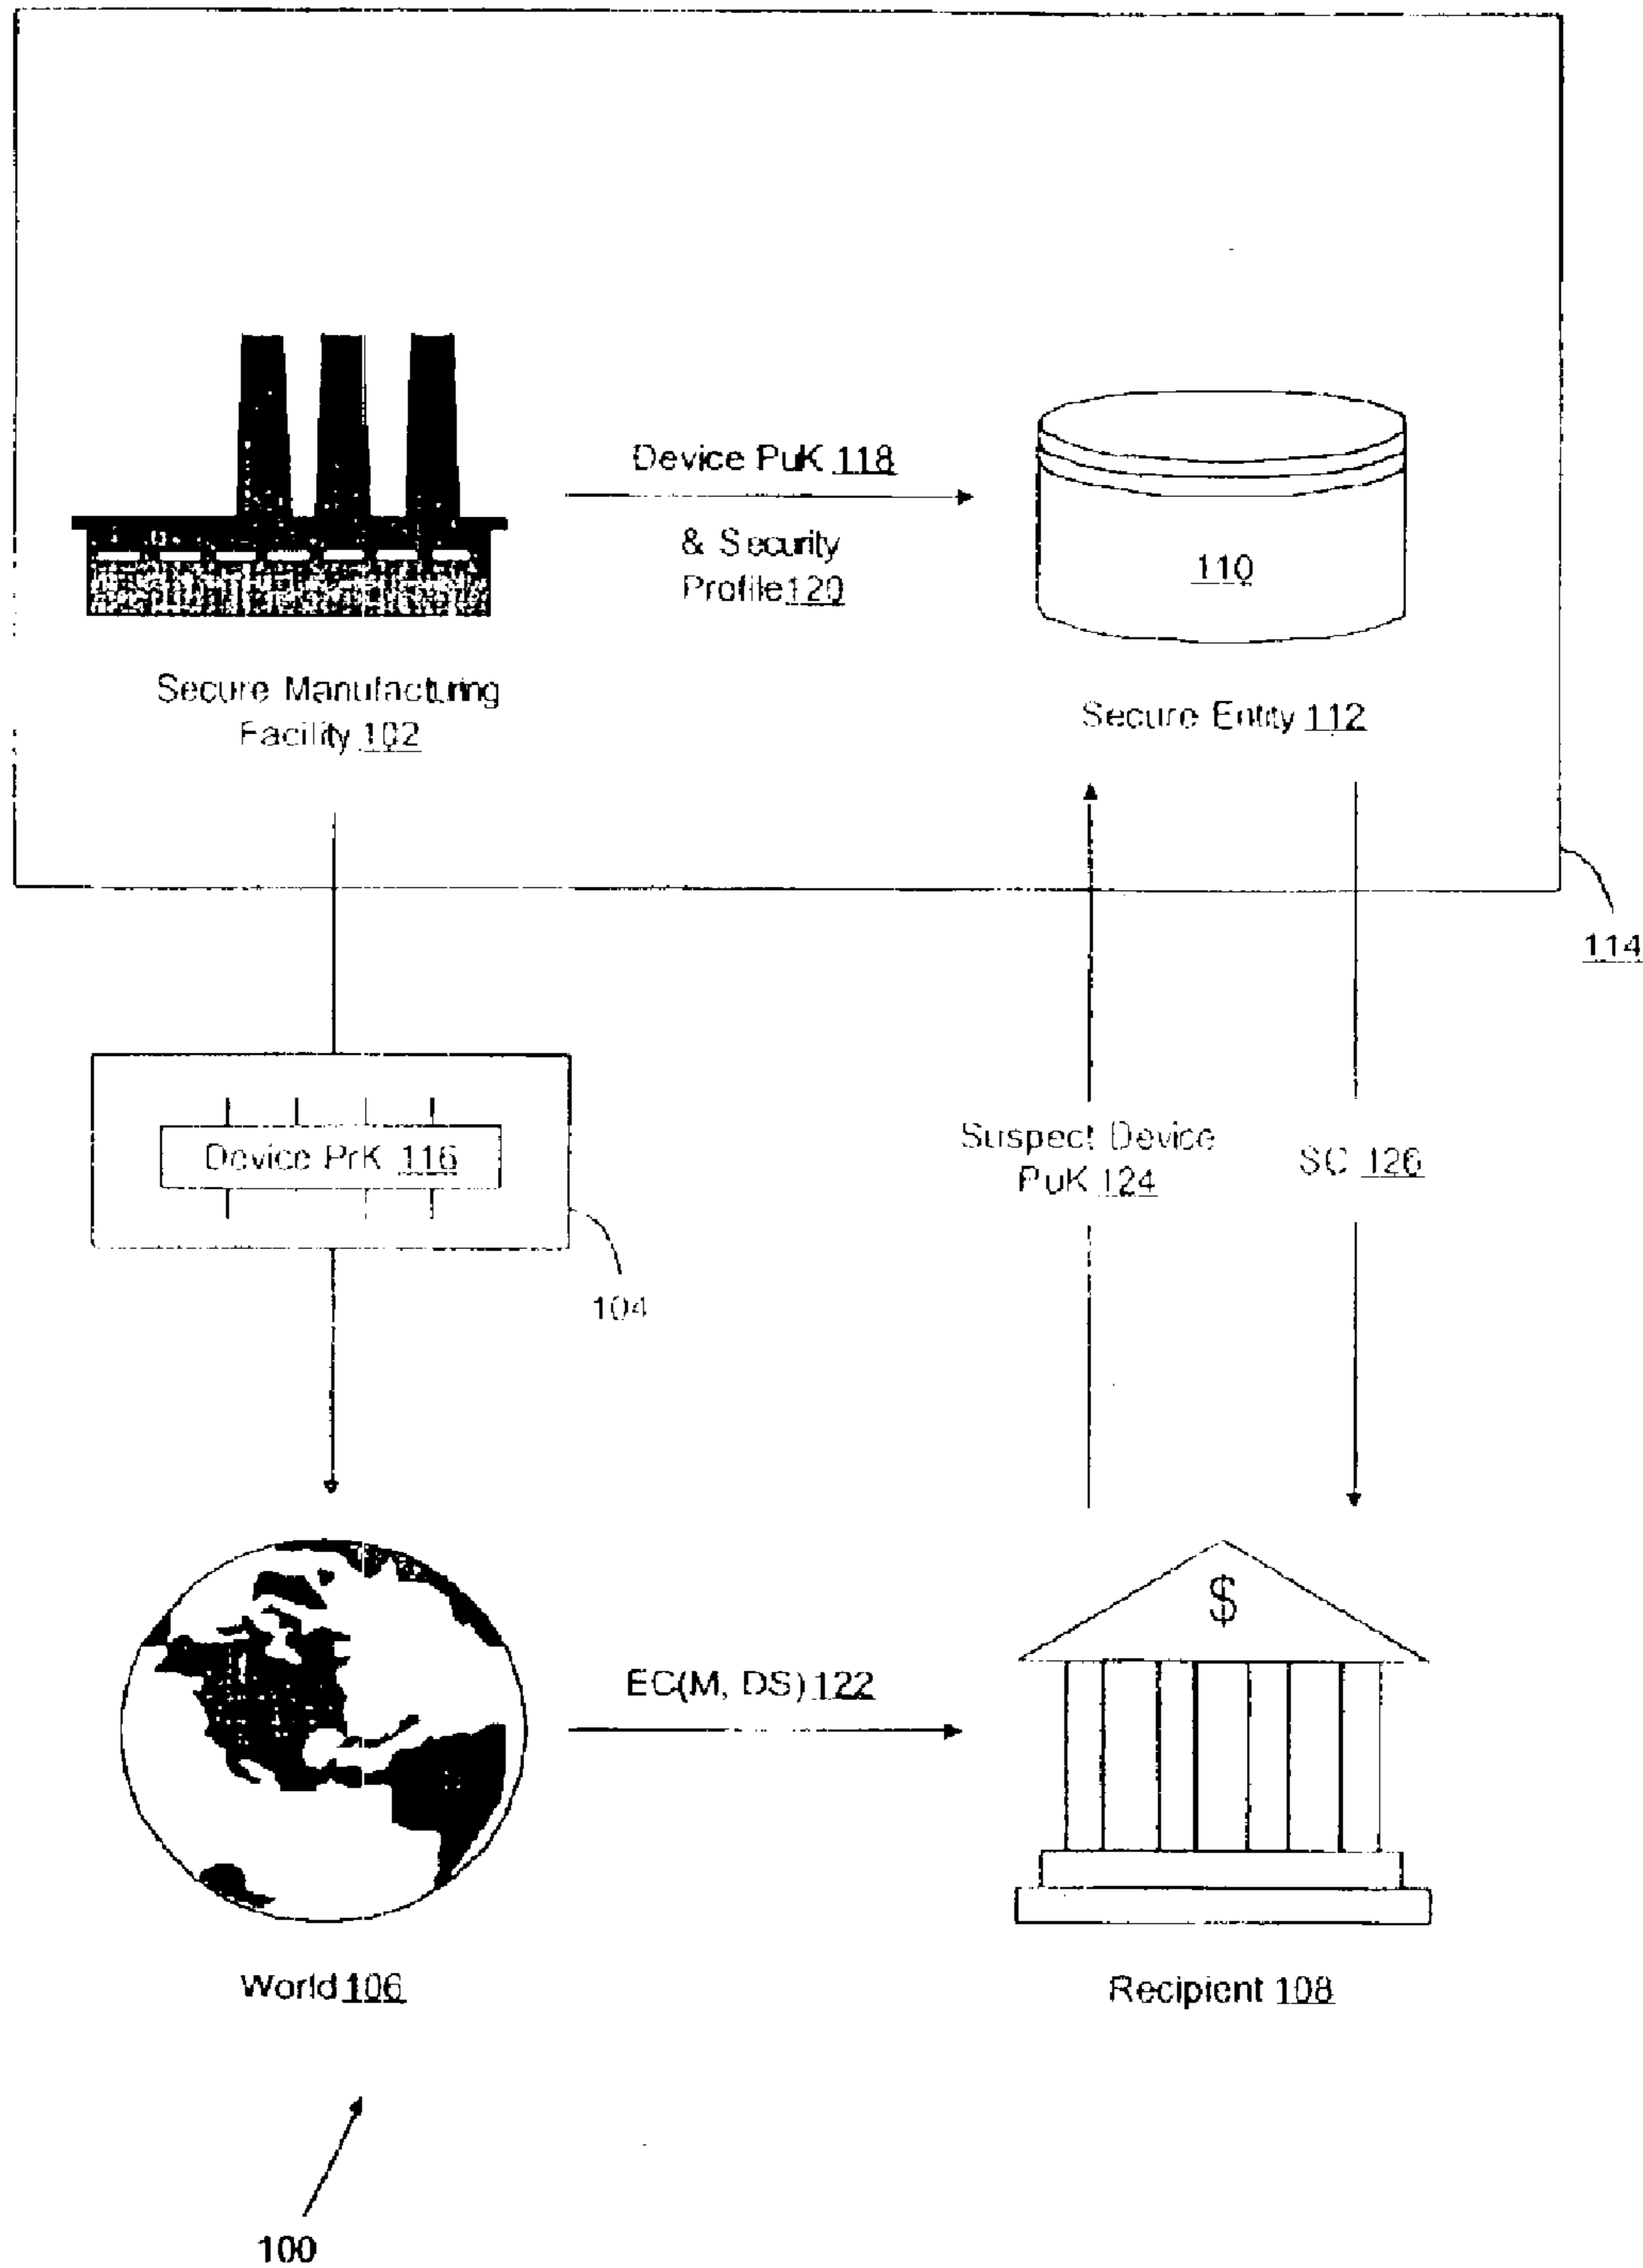 Device PuK 118
& Security
Profile 120
110
Secure Manufacturing
Facility 102
Secure Entity 112
114
Device PrK 116
104
Suspect Device
PuK 124
SC 126
$
EC(M, DS) 122
World 106
Recipient 108
100